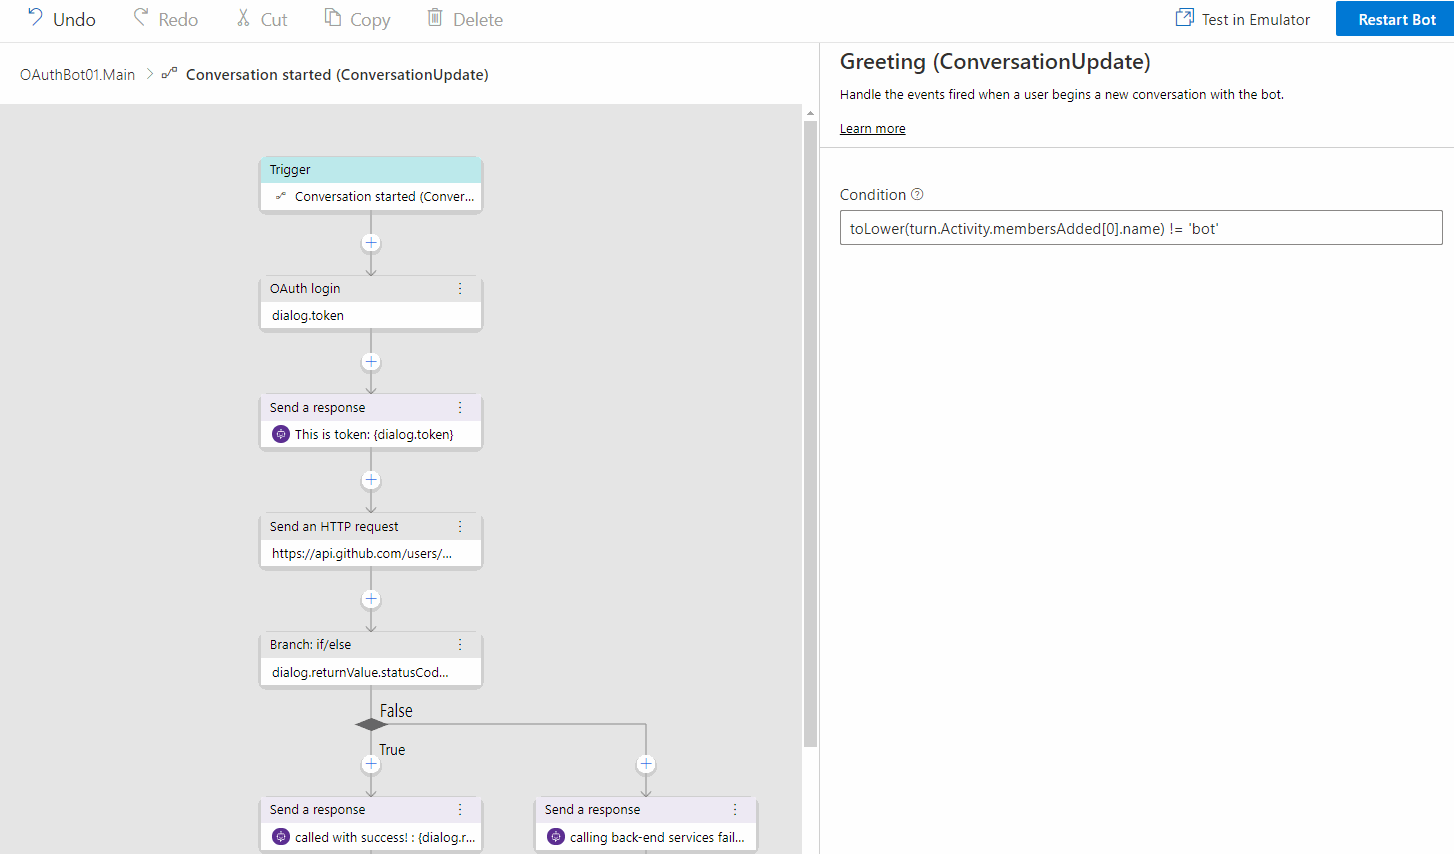 Undo Redo Cut Copy Delete Test in Emulator Restart Bot
OAuthBot01.Main > Conversation started (ConversationUpdate)
Trigger
Conversation started (Conver...
OAuth login
dialog.token
Send a response
This is token: {dialog.token}
Send an HTTP request
https://api.github.com/users/...
Branch: if/else
dialog.returnValue.statusCod...
False
True
Send a response
called with success! : {dialog.r...
Send a response
calling back-end services fail...
Greeting (ConversationUpdate)
Handle the events fired when a user begins a new conversation with the bot.
Learn more
Condition
toLower(turn.Activity.membersAdded[0].name) != 'bot'